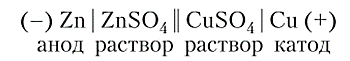 (–) Zn | ZnSO₄ || CuSO₄ | Cu (+)
анод раствор раствор катод